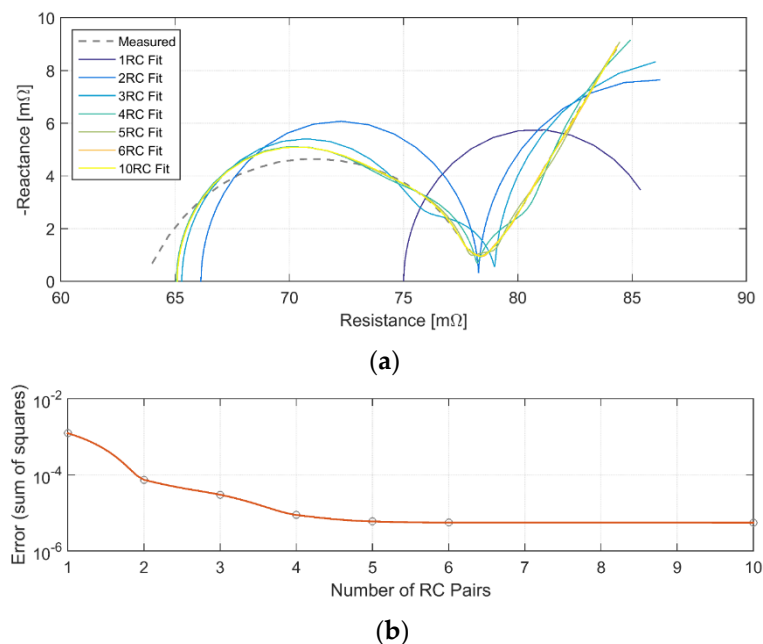 10
8
6
4
2
0
-Reactance [mΩ]
Measured
1RC Fit
2RC Fit
3RC Fit
4RC Fit
5RC Fit
6RC Fit
10RC Fit
60 65 70 75 80 85 90
Resistance [mΩ]
(a)
10-2
10-4
10-6
Error (sum of squares)
1 2 3 4 5 6 7 8 9 10
Number of RC Pairs
(b)